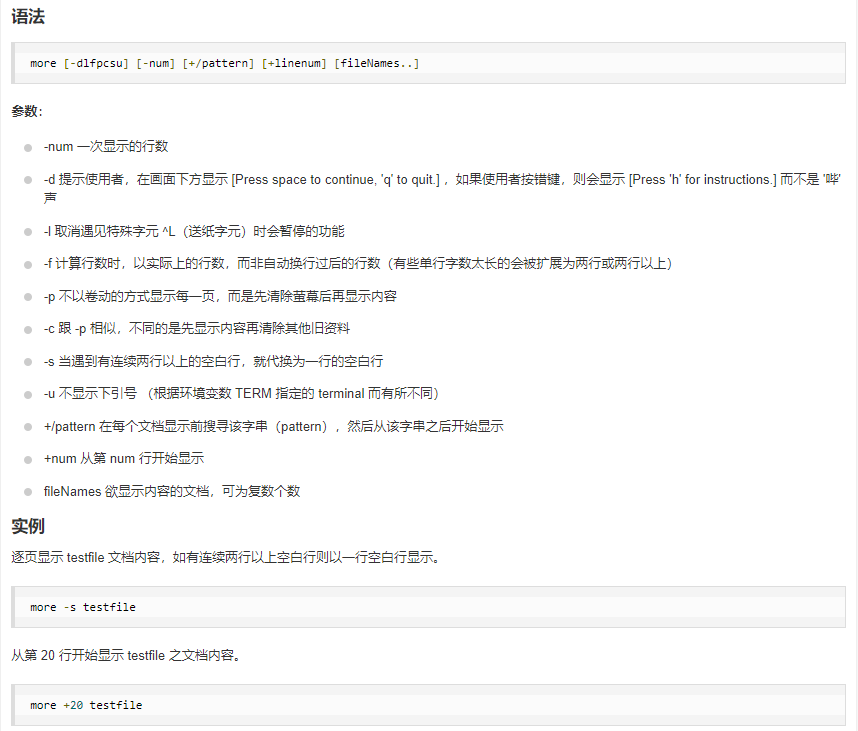 语法
more [-dlfpcsu] [-num] [+/pattern] [+linenum] [fileNames..]
参数：
-num 一次显示的行数
-d 提示使用者，在画面下方显示 [Press space to continue, 'q' to quit.] ，如果使用者按错键，则会显示 [Press 'h' for instructions.] 而不是 '哔'
声
-l 取消遇见特殊字元 ^L（送纸字元）时会暂停的功能
-f 计算行数时，以实际上的行数，而非自动换行过后的行数（有些单行字数太长的会被扩展为两行或两行以上）
-p 不以卷动的方式显示每一页，而是先清除萤幕后再显示内容
-c 跟 -p 相似，不同的是先显示内容再清除其他旧资料
-s 当遇到有连续两行以上的空白行，就代换为一行的空白行
-u 不显示下引号 （根据环境变数 TERM 指定的 terminal 而有所不同）
+/pattern 在每个文档显示前搜寻该字串（pattern），然后从该字串之后开始显示
+num 从第 num 行开始显示
fileNames 欲显示内容的文档，可为复数个数
实例
逐页显示 testfile 文档内容，如有连续两行以上空白行则以一行空白行显示。
more -s testfile
从第 20 行开始显示 testfile 之文档内容。
more +20 testfile